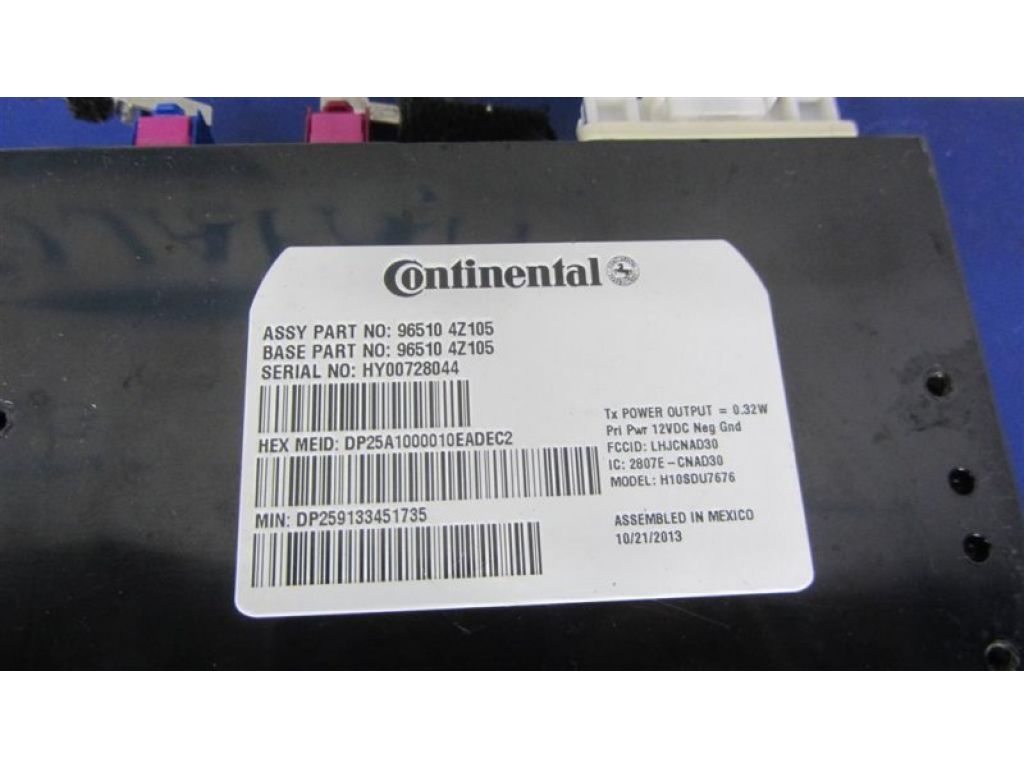 Continental
ASSY PART NO: 96510 4Z105
BASE PART NO: 96510 4Z105
SERIAL NO: HY00728044
HEX MEID: DP25A1000010EADEC2
MIN: DP259133451735
Tx POWER OUTPUT = 0.32W
Pri Pwr 12VDC Neg Gnd
FCCID: LHJCNAD30
IC: 2807E-CNAD30
MODEL: H10SDU7676
ASSEMBLED IN MEXICO
10/21/2013